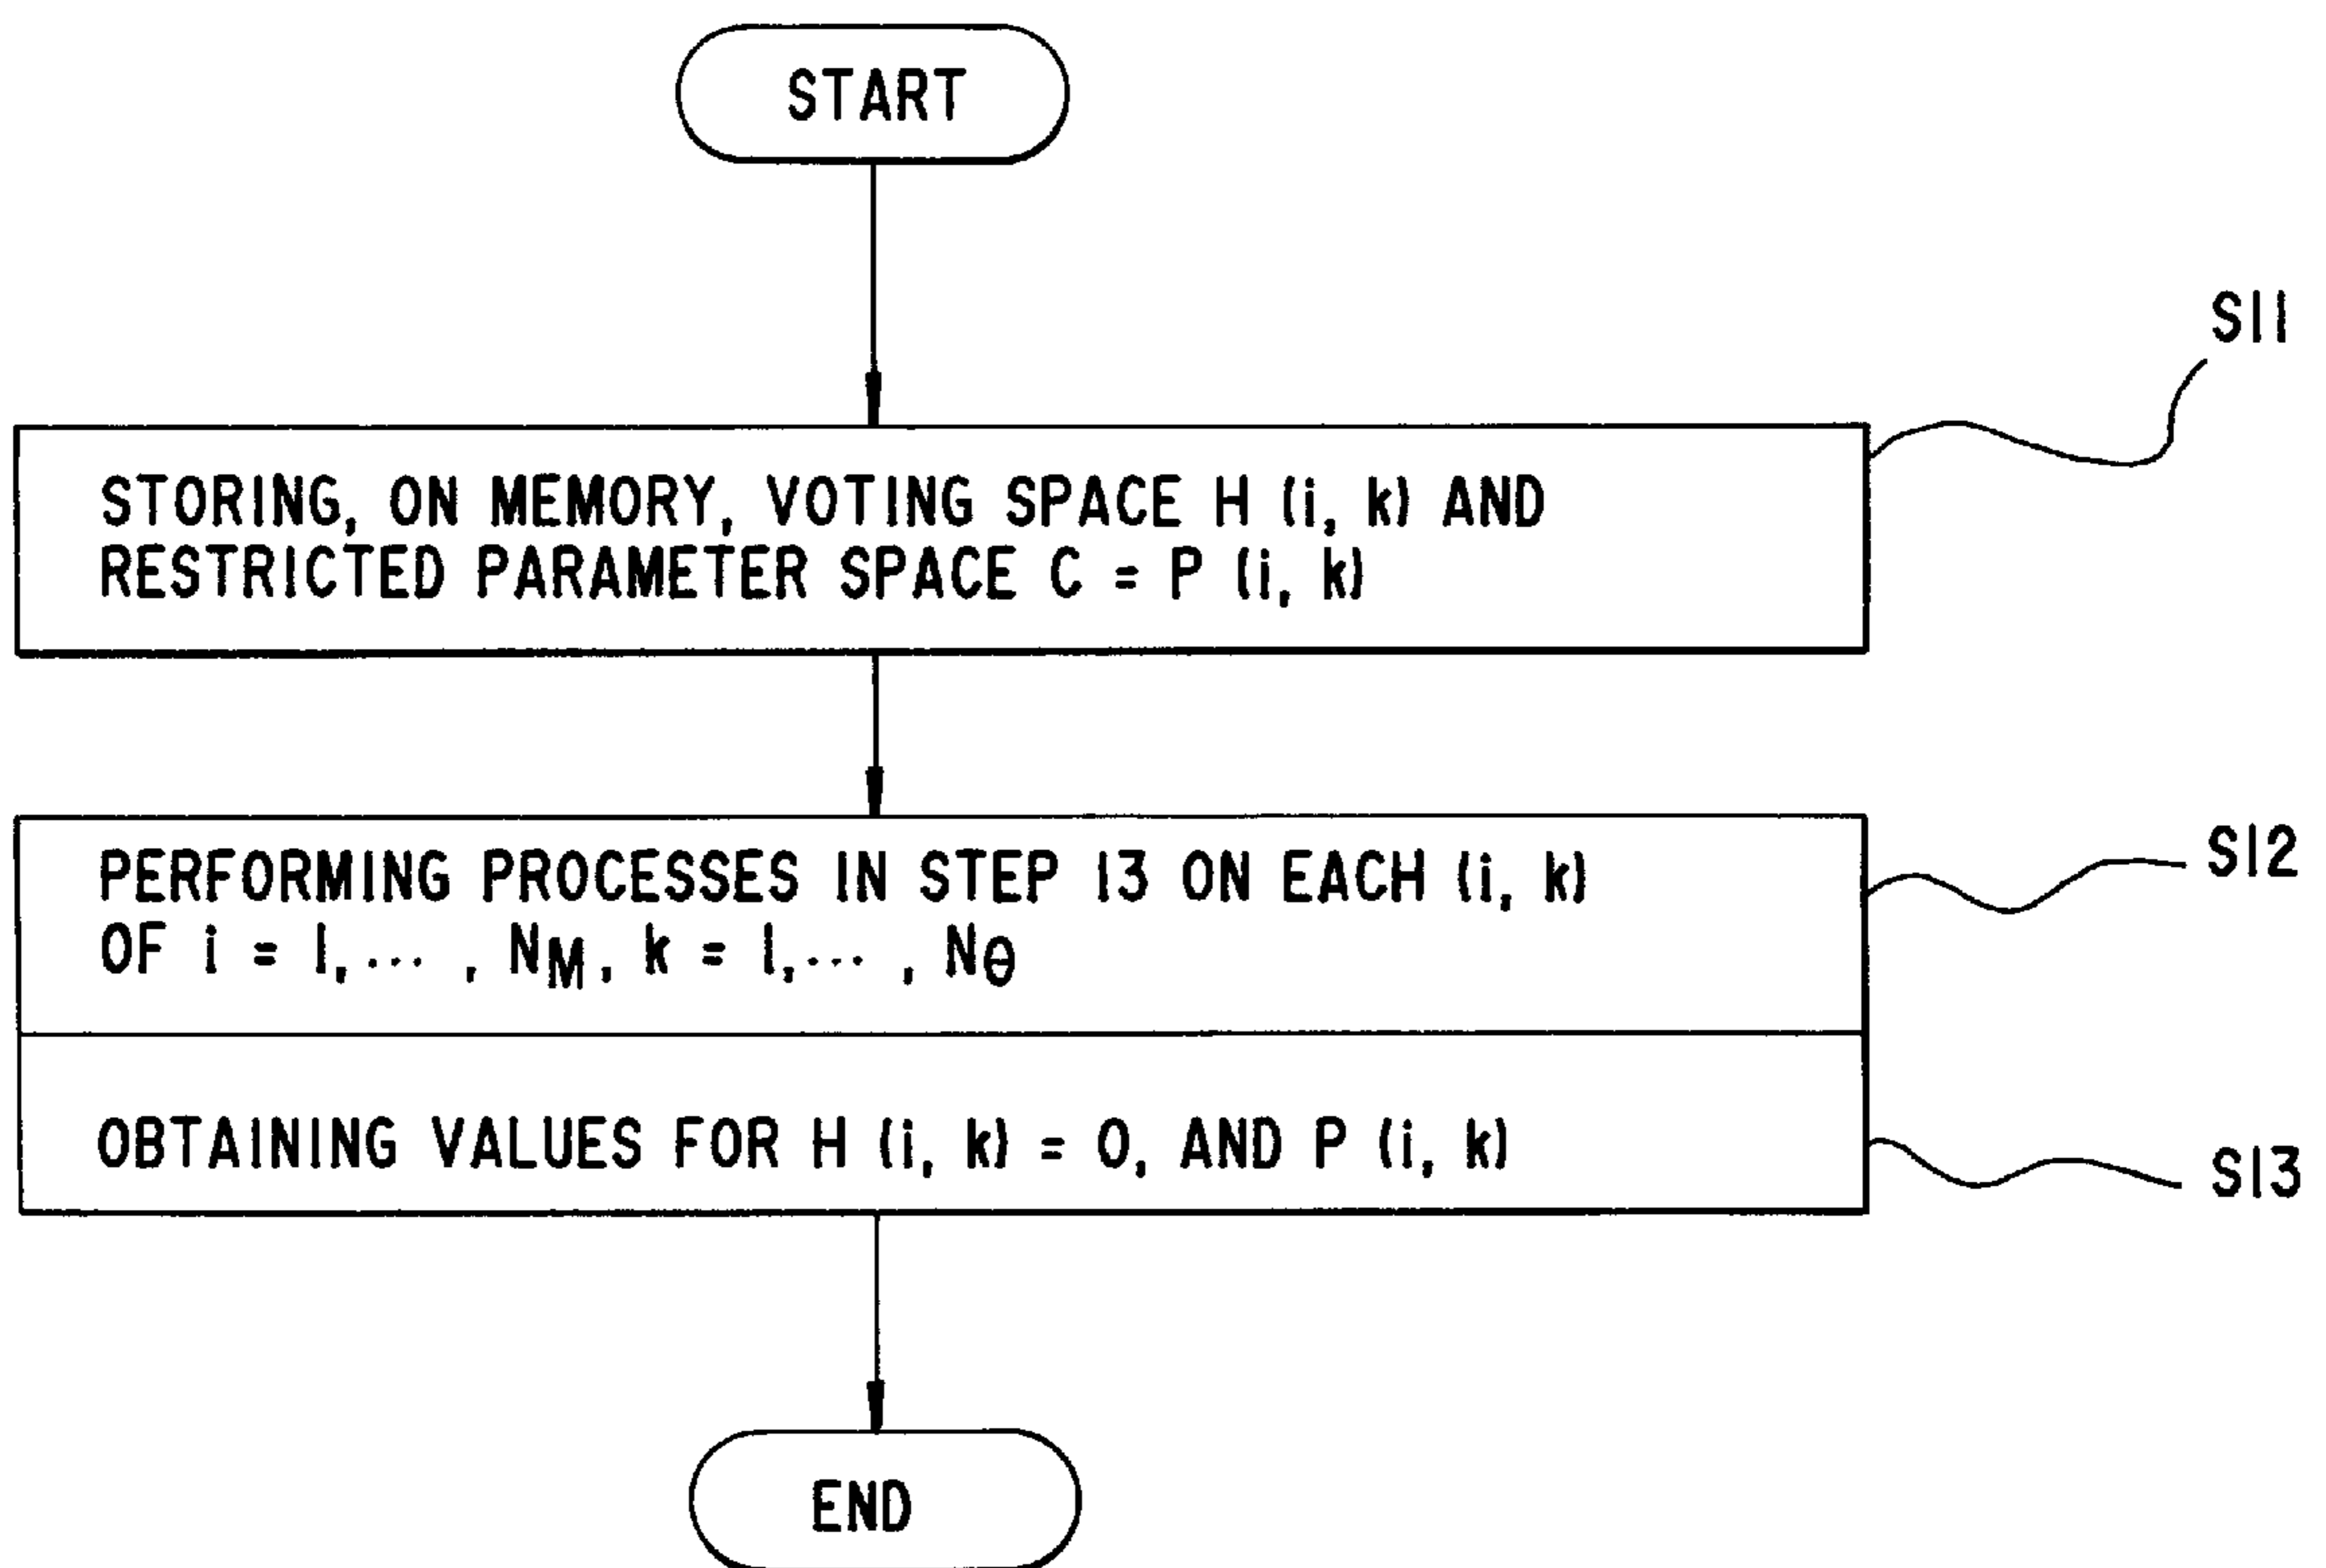 START
S11
STORING, ON MEMORY, VOTING SPACE H (i, k) AND
RESTRICTED PARAMETER SPACE C = P (i, k)
PERFORMING PROCESSES IN STEP 13 ON EACH (i, k)
OF i = 1,··· , NM, k = 1,··· , Nθ
S12
OBTAINING VALUES FOR H (i, k) = 0, AND P (i, k)
S13
END